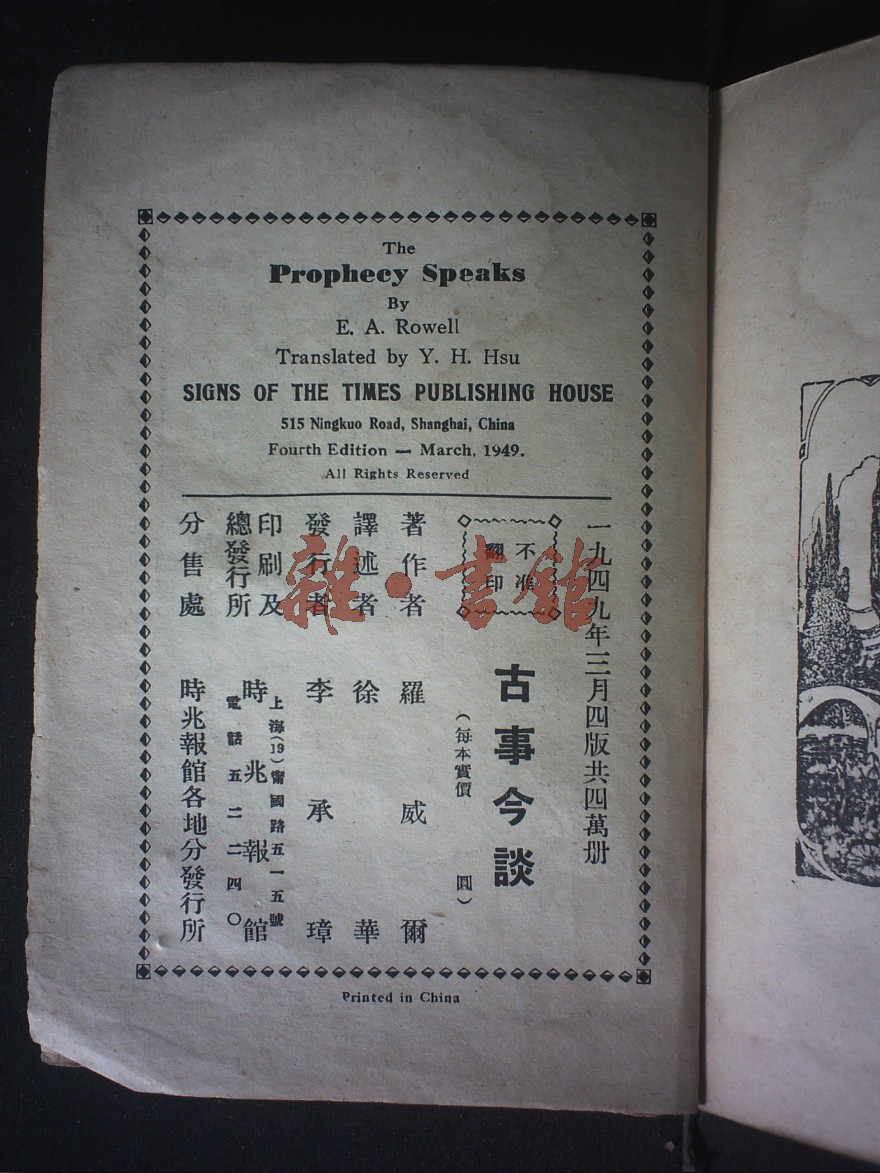 The
Prophecy Speaks
By
E. A. Rowell
Translated by Y. H. Hsu
SIGNS OF THE TIMES PUBLISHING HOUSE
515 Ningkuo Road, Shanghai, China
Fourth Edition — March, 1949.
All Rights Reserved
一九四九年三月四版共四萬册
不准
翻印
古事今談
(每本實價 圓)
著作者 羅威爾
譯述者 徐華
發行者 李承璋
印刷及
總發行所
上海(19)甯國路五一五號
時兆報館
電話五二二四〇
分售處 時兆報館各地分發行所
Printed in China
雜·書館